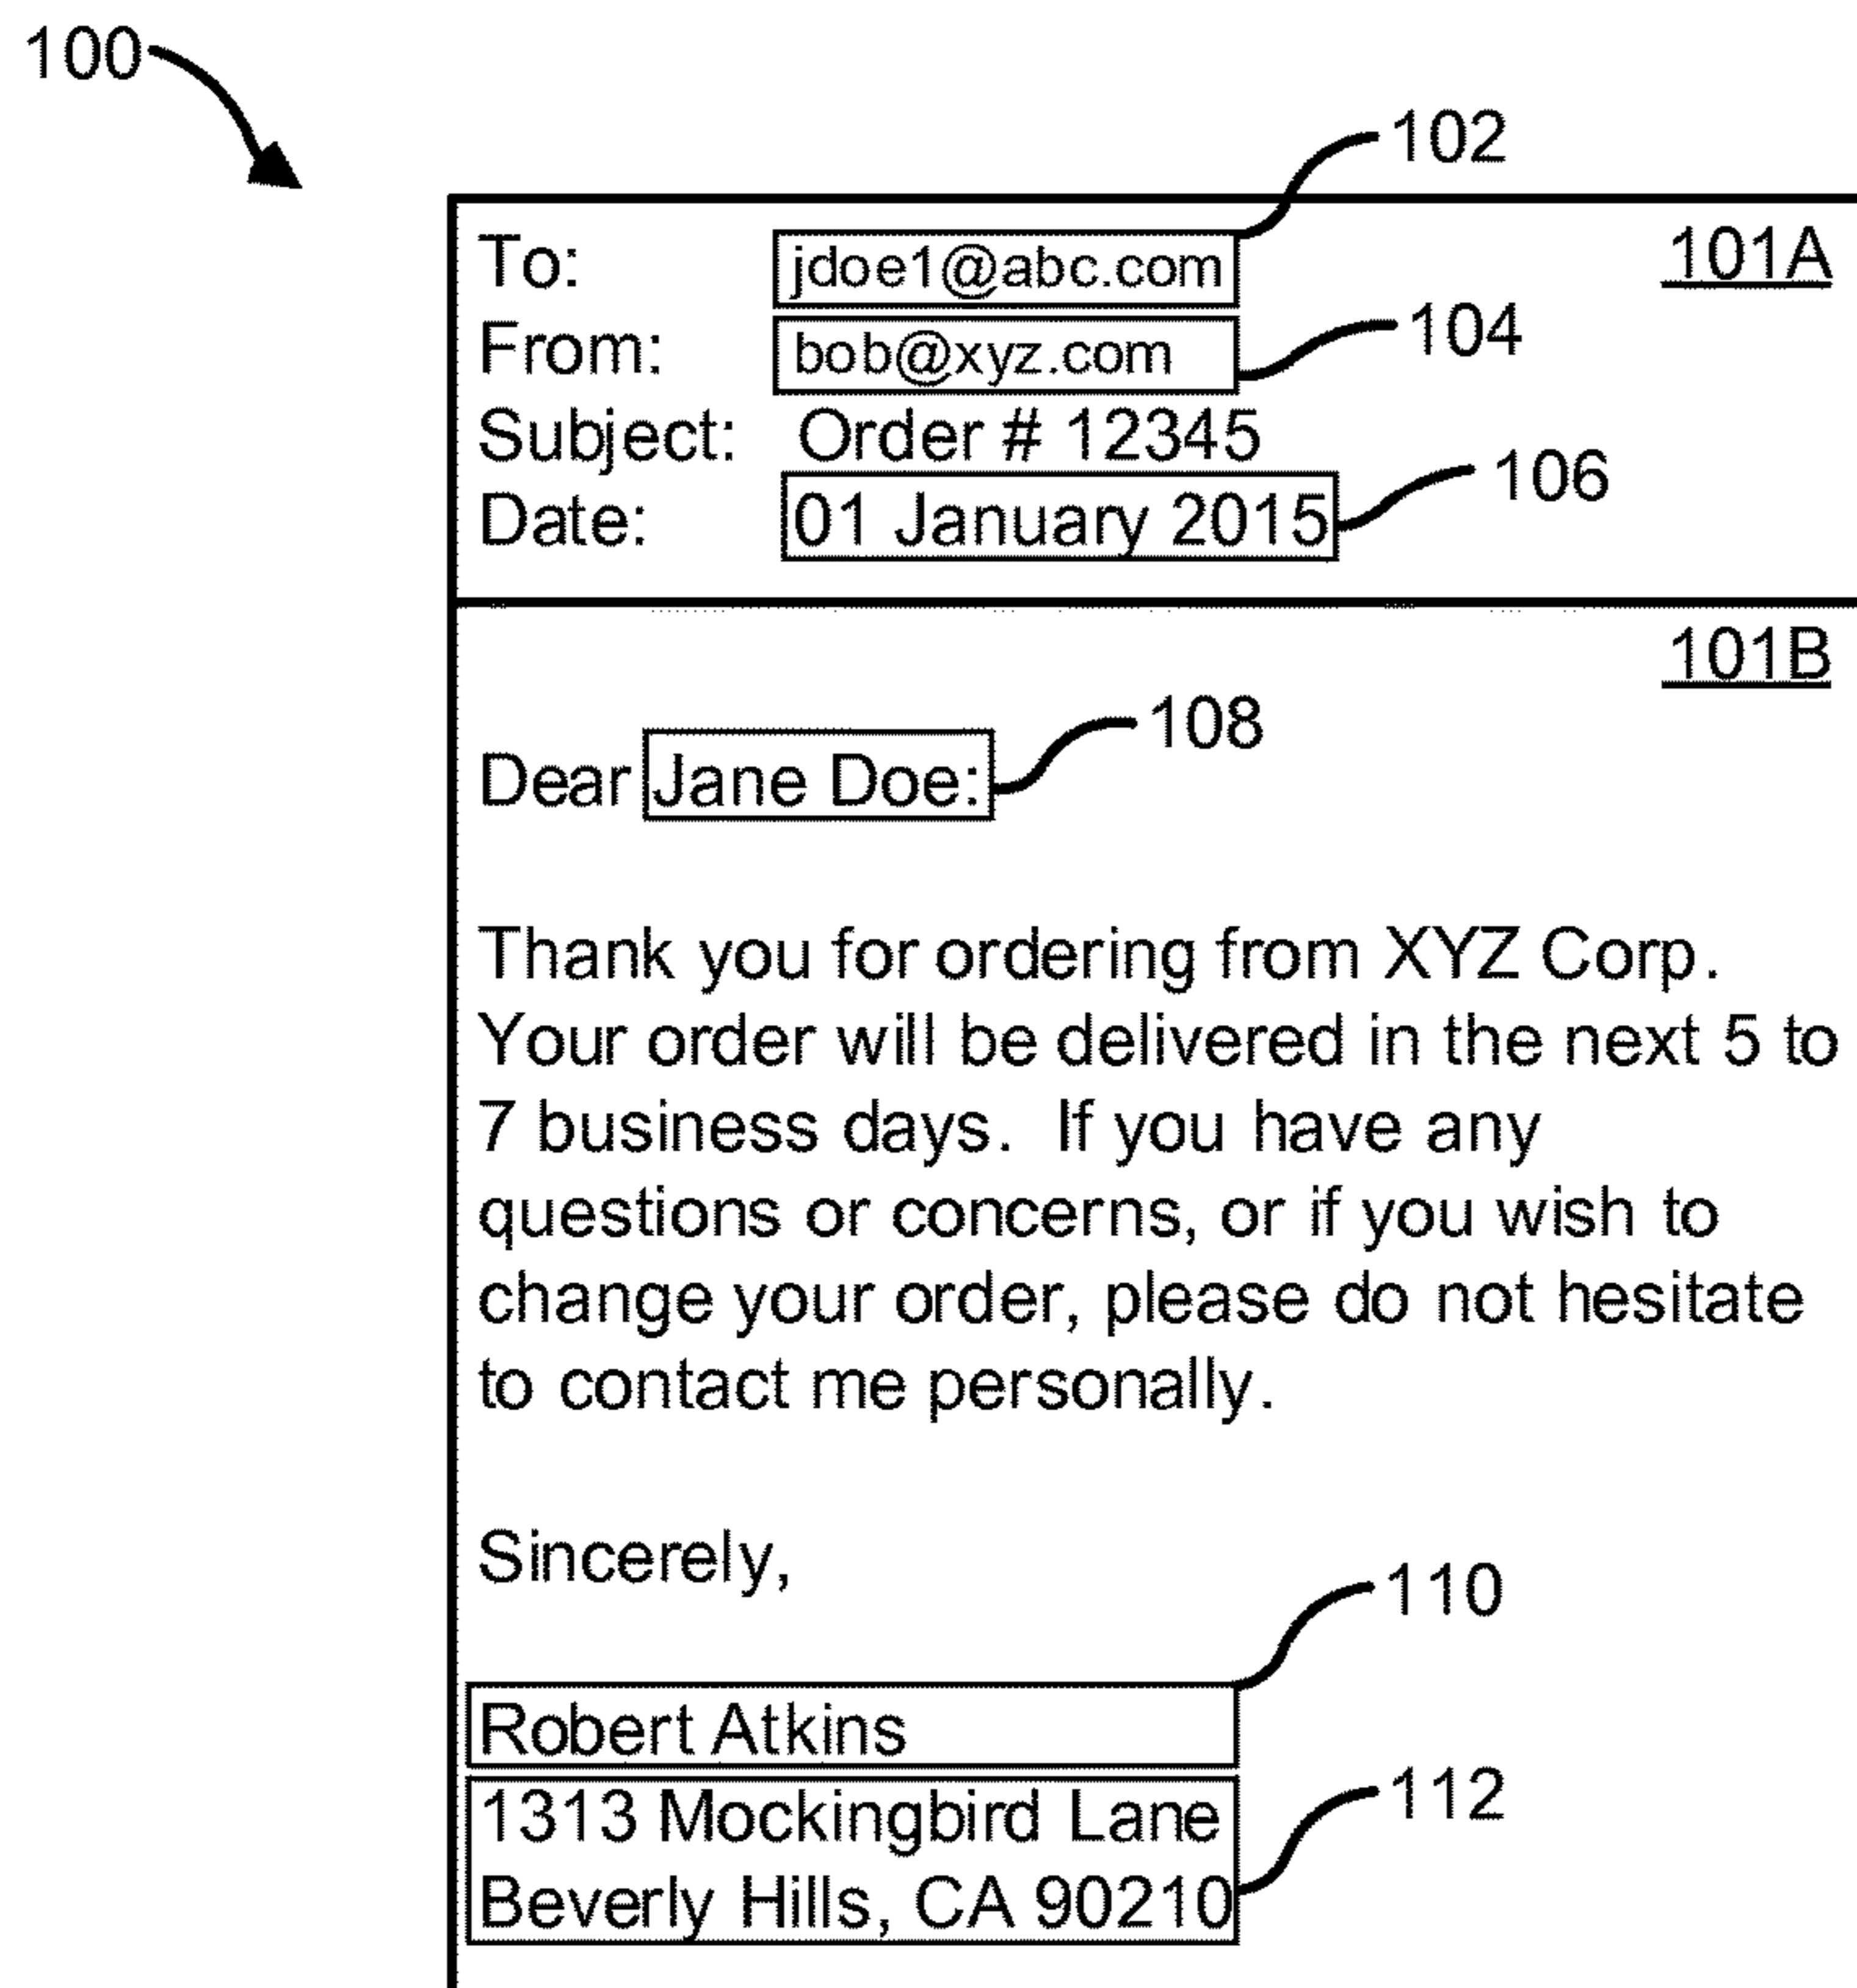 100
102
To: jdoe1@abc.com 101A
From: bob@xyz.com 104
Subject: Order # 12345
Date: 01 January 2015 106
101B
108
Dear Jane Doe:
Thank you for ordering from XYZ Corp.
Your order will be delivered in the next 5 to
7 business days. If you have any
questions or concerns, or if you wish to
change your order, please do not hesitate
to contact me personally.
Sincerely,
110
Robert Atkins
1313 Mockingbird Lane 112
Beverly Hills, CA 90210